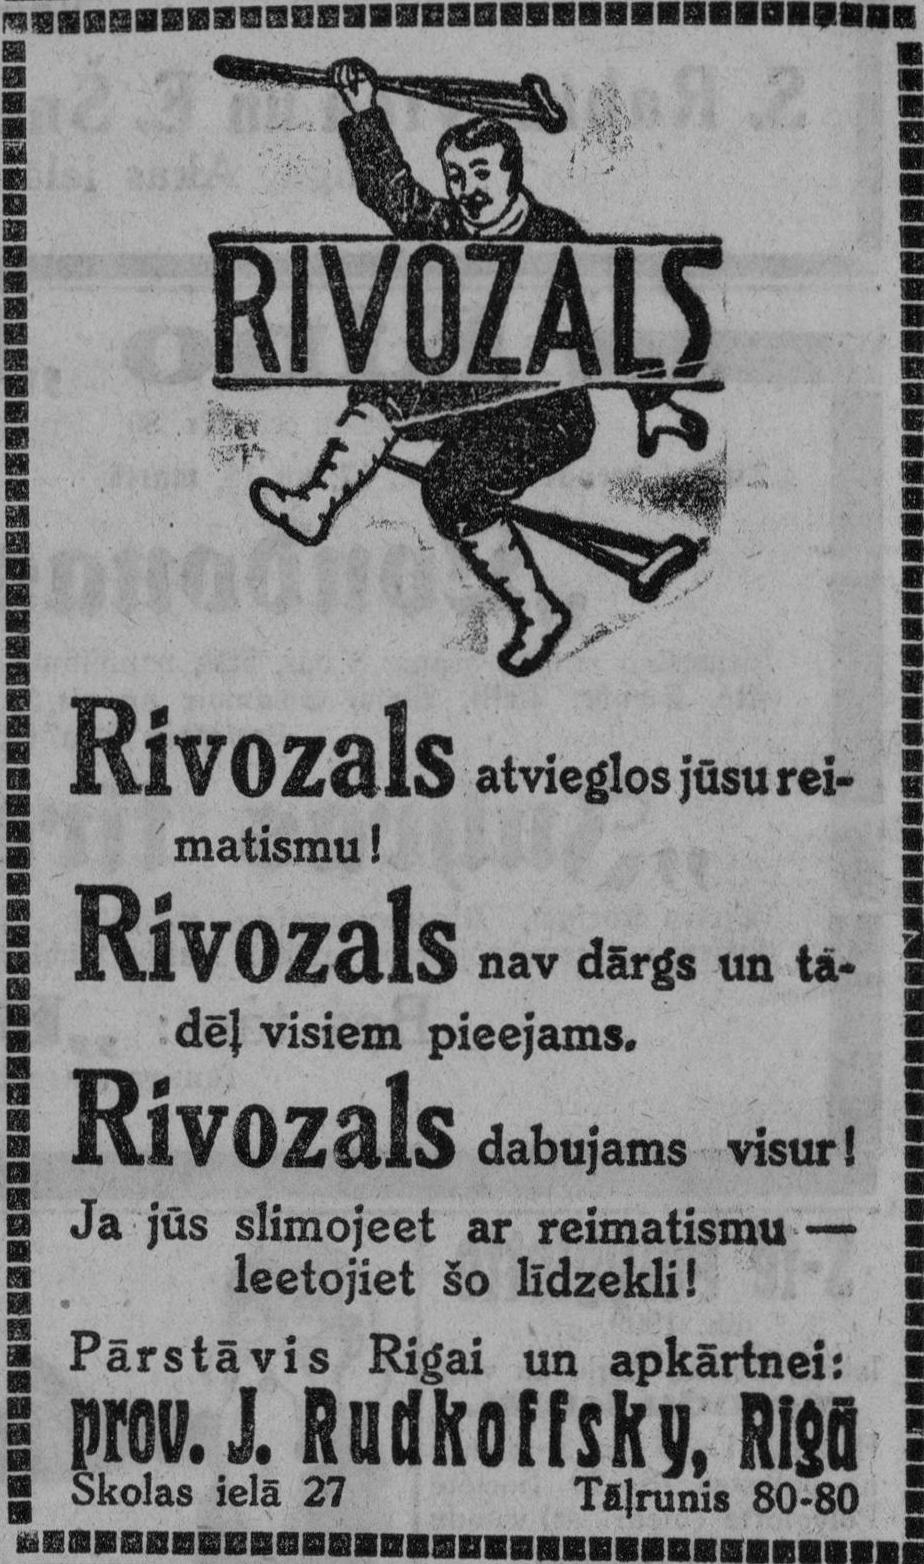 RIVOZALS
Rivozals atvieglos jūsu rei-
matismu!
Rivozals nav dārgs un tā-
dēļ visiem pieejams.
Rivozals dabujams visur!
Ja jūs slimojeet ar reimatismu —
leetojiet šo līdzekli!
Pārstāvis Rigai un apkārtnei:
prov. J. Rudkoffsky, Rigā
Skolas ielā 27 Tāļrunis 80-80